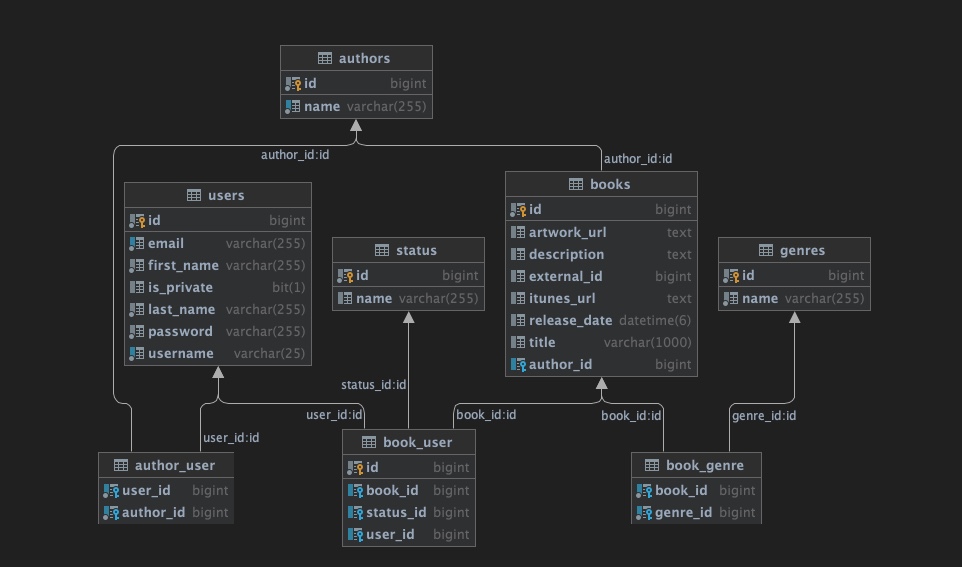 authors
id bigint
name varchar(255)
author_id:id
author_id:id
users
id bigint
email varchar(255)
first_name varchar(255)
is_private bit(1)
last_name varchar(255)
password varchar(255)
username varchar(25)
books
id bigint
artwork_url text
description text
external_id bigint
itunes_url text
release_date datetime(6)
title varchar(1000)
author_id bigint
status
id bigint
name varchar(255)
genres
id bigint
name varchar(255)
status_id:id
user_id:id
book_id:id
book_id:id
genre_id:id
user_id:id
author_user
user_id bigint
author_id bigint
book_user
id bigint
book_id bigint
status_id bigint
user_id bigint
book_genre
book_id bigint
genre_id bigint